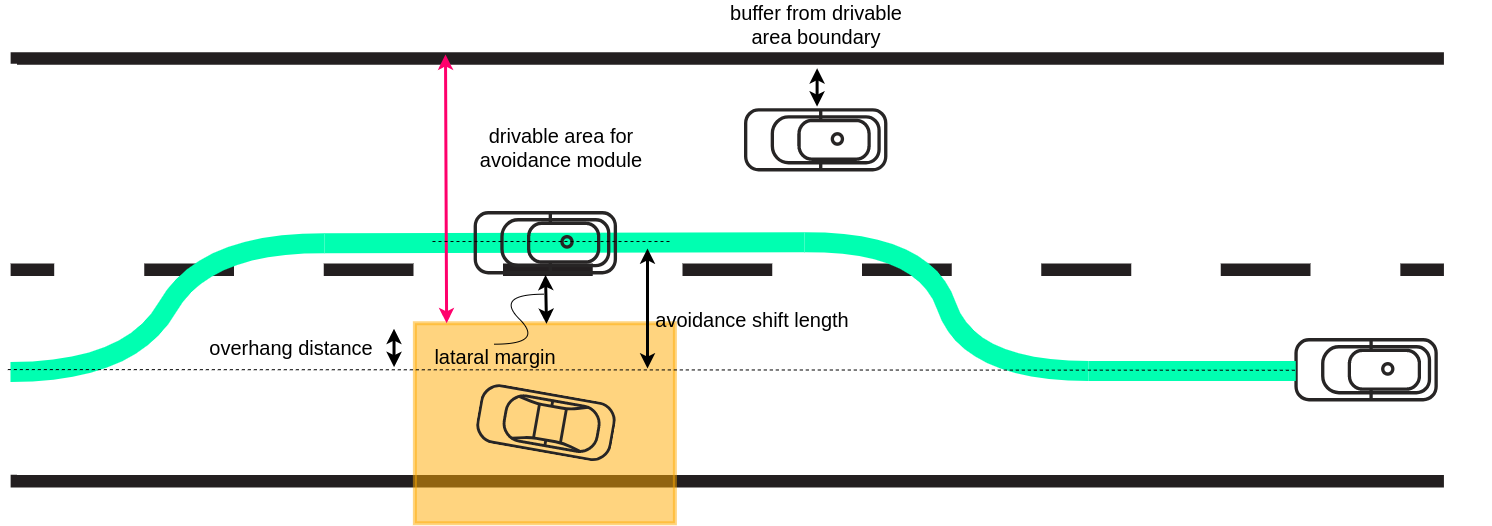 buffer from drivable
area boundary
drivable area for
avoidance module
avoidance shift length
overhang distance
lataral margin